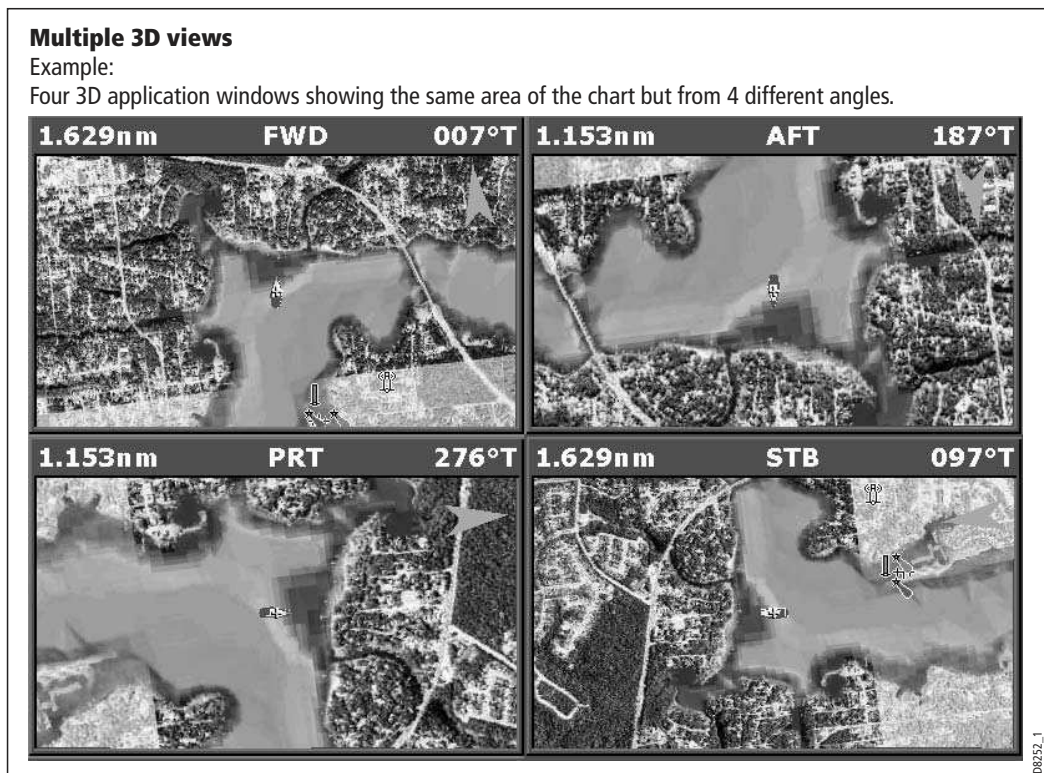 Multiple 3D views
Example:
Four 3D application windows showing the same area of the chart but from 4 different angles.
1.629nm FWD 007°T
1.153nm AFT 187°T
1.153nm PRT 276°T
1.629nm STB 097°T
D8252_1